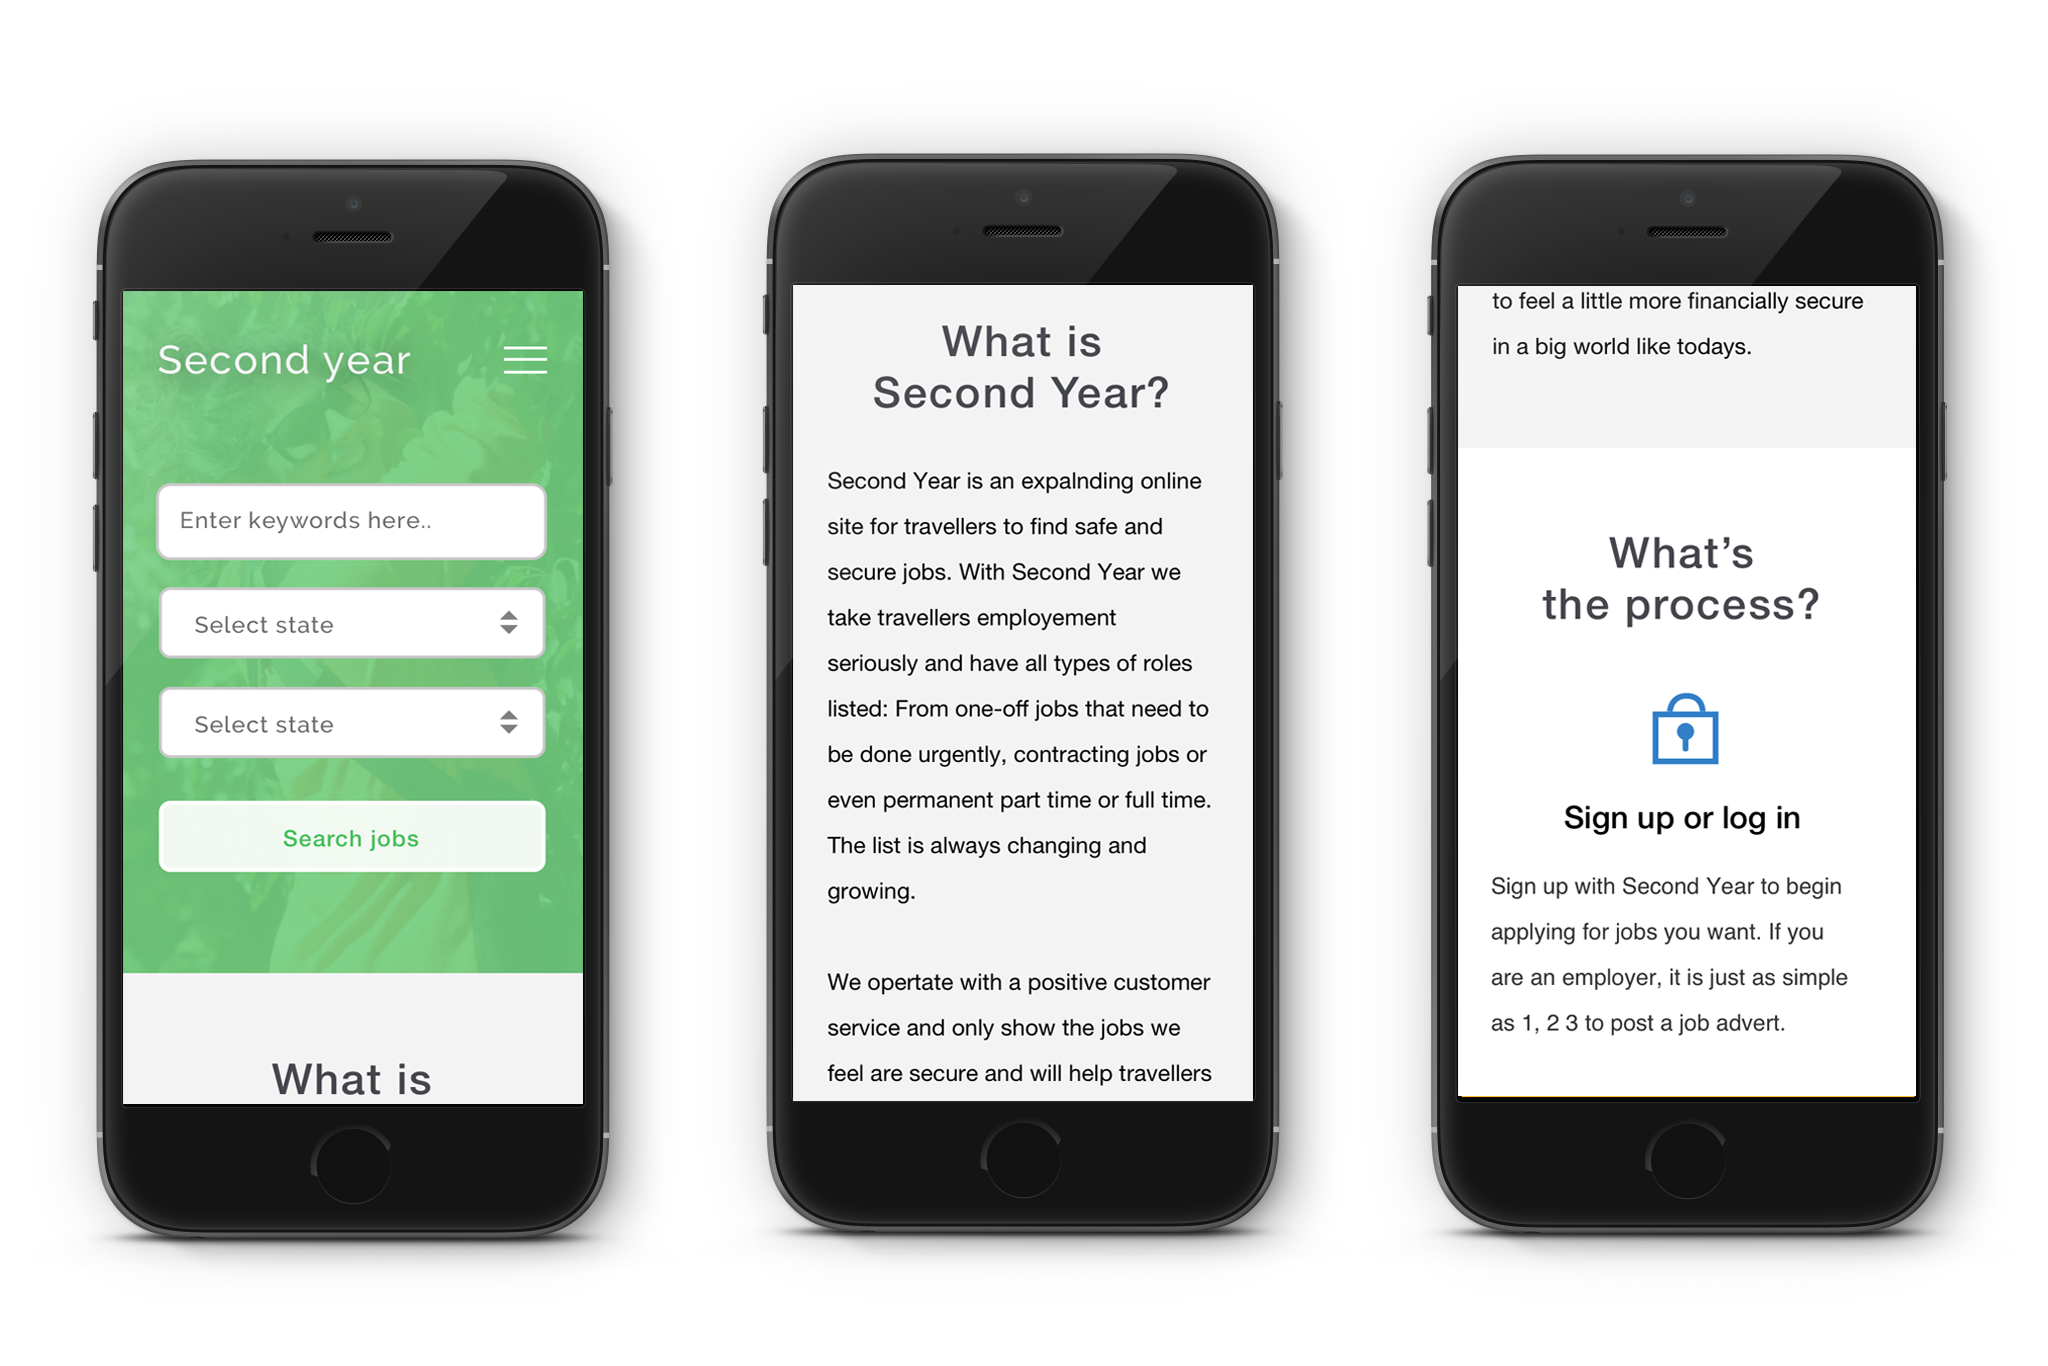 Second year
Enter keywords here..
Select state
Select state
Search jobs
What is
What is
Second Year?
Second Year is an expalnding online
site for travellers to find safe and
secure jobs. With Second Year we
take travellers employement
seriously and have all types of roles
listed: From one-off jobs that need to
be done urgently, contracting jobs or
even permanent part time or full time.
The list is always changing and
growing.
We opertate with a positive customer
service and only show the jobs we
feel are secure and will help travellers
to feel a little more financially secure
in a big world like todays.
What’s
the process?
Sign up or log in
Sign up with Second Year to begin
applying for jobs you want. If you
are an employer, it is just as simple
as 1, 2 3 to post a job advert.